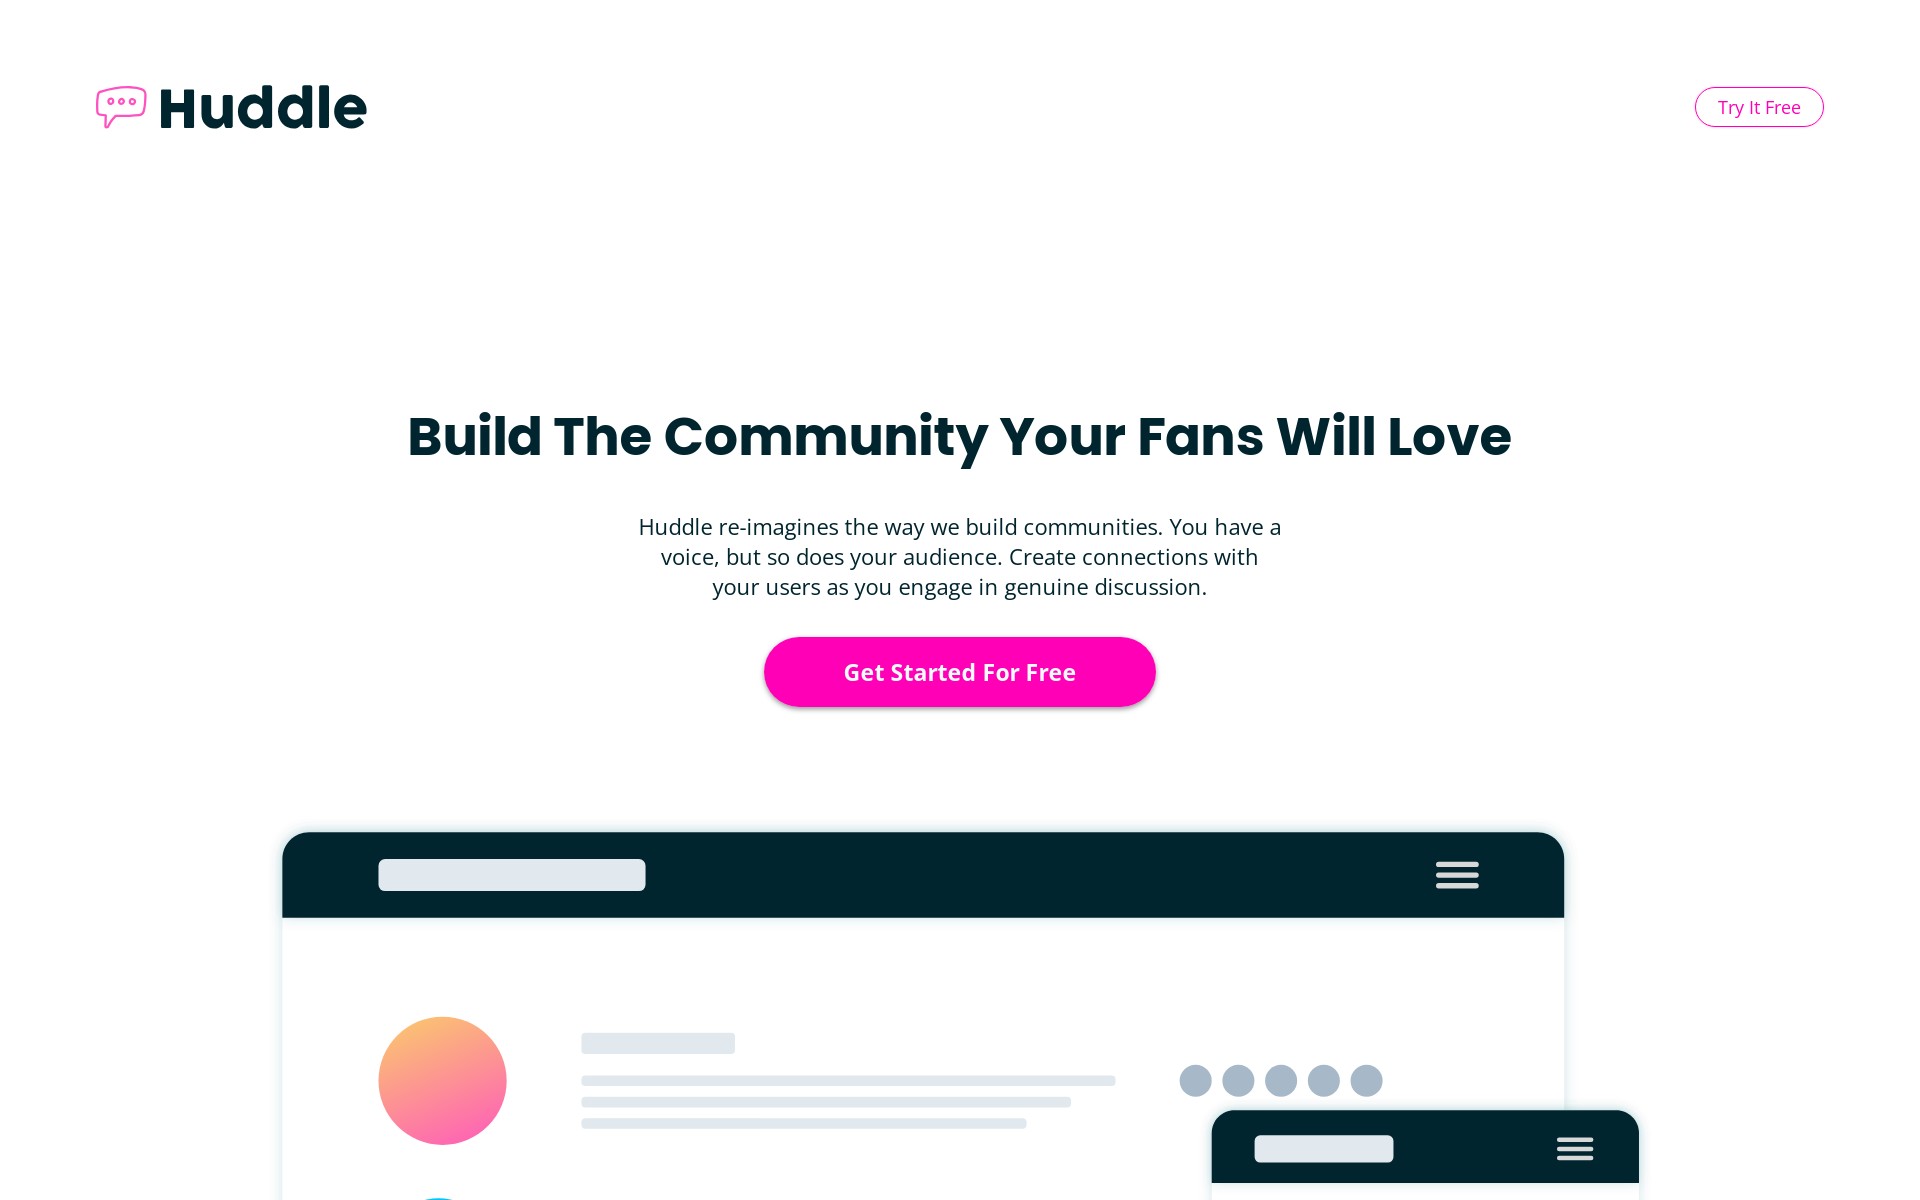 Huddle
Try It Free
Build The Community Your Fans Will Love
Huddle re-imagines the way we build communities. You have a
voice, but so does your audience. Create connections with
your users as you engage in genuine discussion.
Get Started For Free